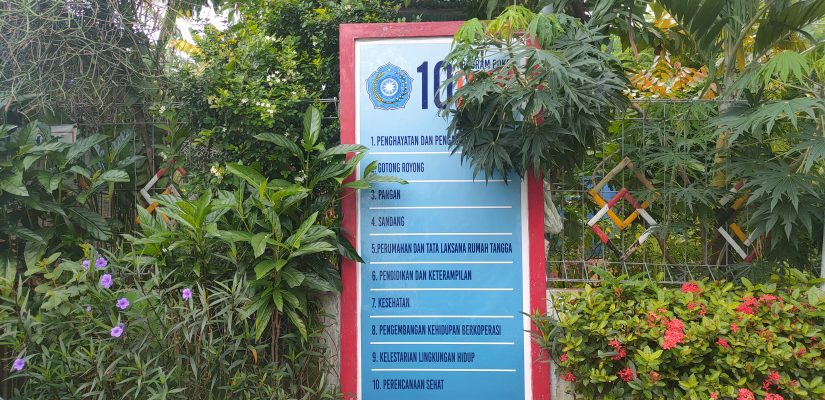 10
1. PENGHAYATAN DAN
2. GOTONG ROYONG
3. PANGAN
4. SANDANG
5.PERUMAHAN DAN TATA LAKSANA RUMAH TANGGA
6. PENDIDIKAN DAN KETERAMPILAN
7. KESEHATAN
8. PENGEMBANGAN KEHIDUPAN BERKOPERASI
9. KELESTARIAN LINGKUNGAN HIDUP
10. PERENCANAAN SEHAT